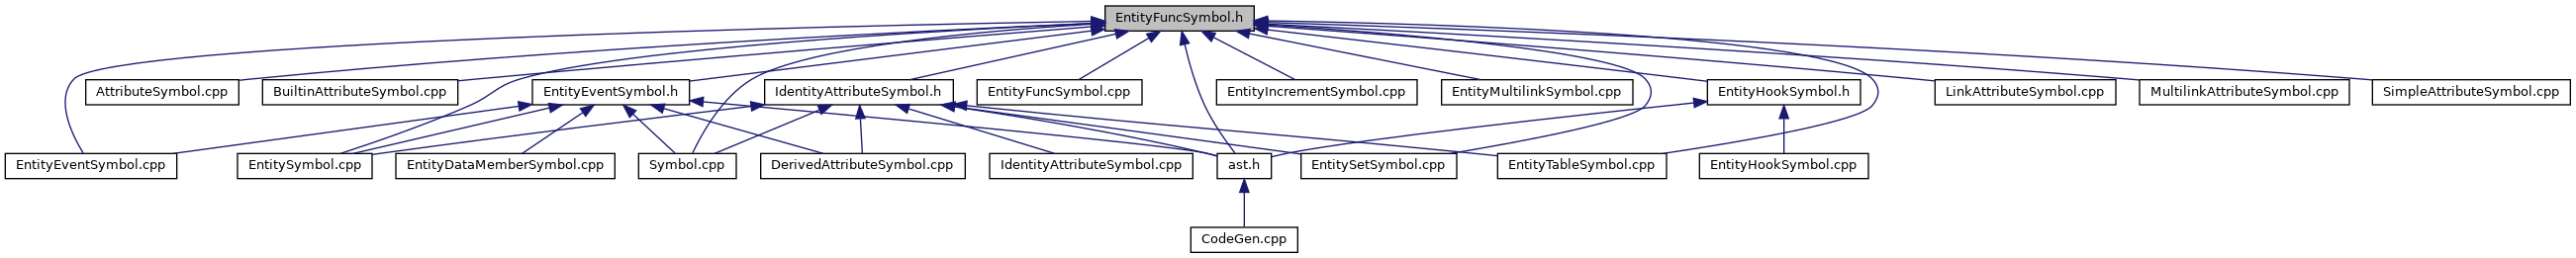 EntityFuncSymbol.h
AttributeSymbol.cpp
BuiltinAttributeSymbol.cpp
EntityEventSymbol.h
IdentityAttributeSymbol.h
EntityFuncSymbol.cpp
EntityIncrementSymbol.cpp
EntityMultilinkSymbol.cpp
EntityHookSymbol.h
LinkAttributeSymbol.cpp
MultilinkAttributeSymbol.cpp
SimpleAttributeSymbol.cpp
EntityEventSymbol.cpp
EntitySymbol.cpp
EntityDataMemberSymbol.cpp
Symbol.cpp
DerivedAttributeSymbol.cpp
IdentityAttributeSymbol.cpp
ast.h
EntitySetSymbol.cpp
EntityTableSymbol.cpp
EntityHookSymbol.cpp
CodeGen.cpp